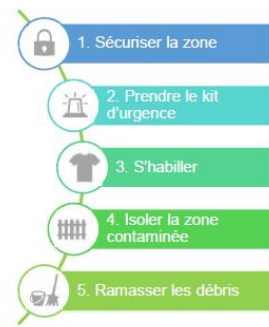 1. Sécuriser la zone
2. Prendre le kit
d'urgence
3. S'habiller
4. Isoler la zone
contaminée
5. Ramasser les débris